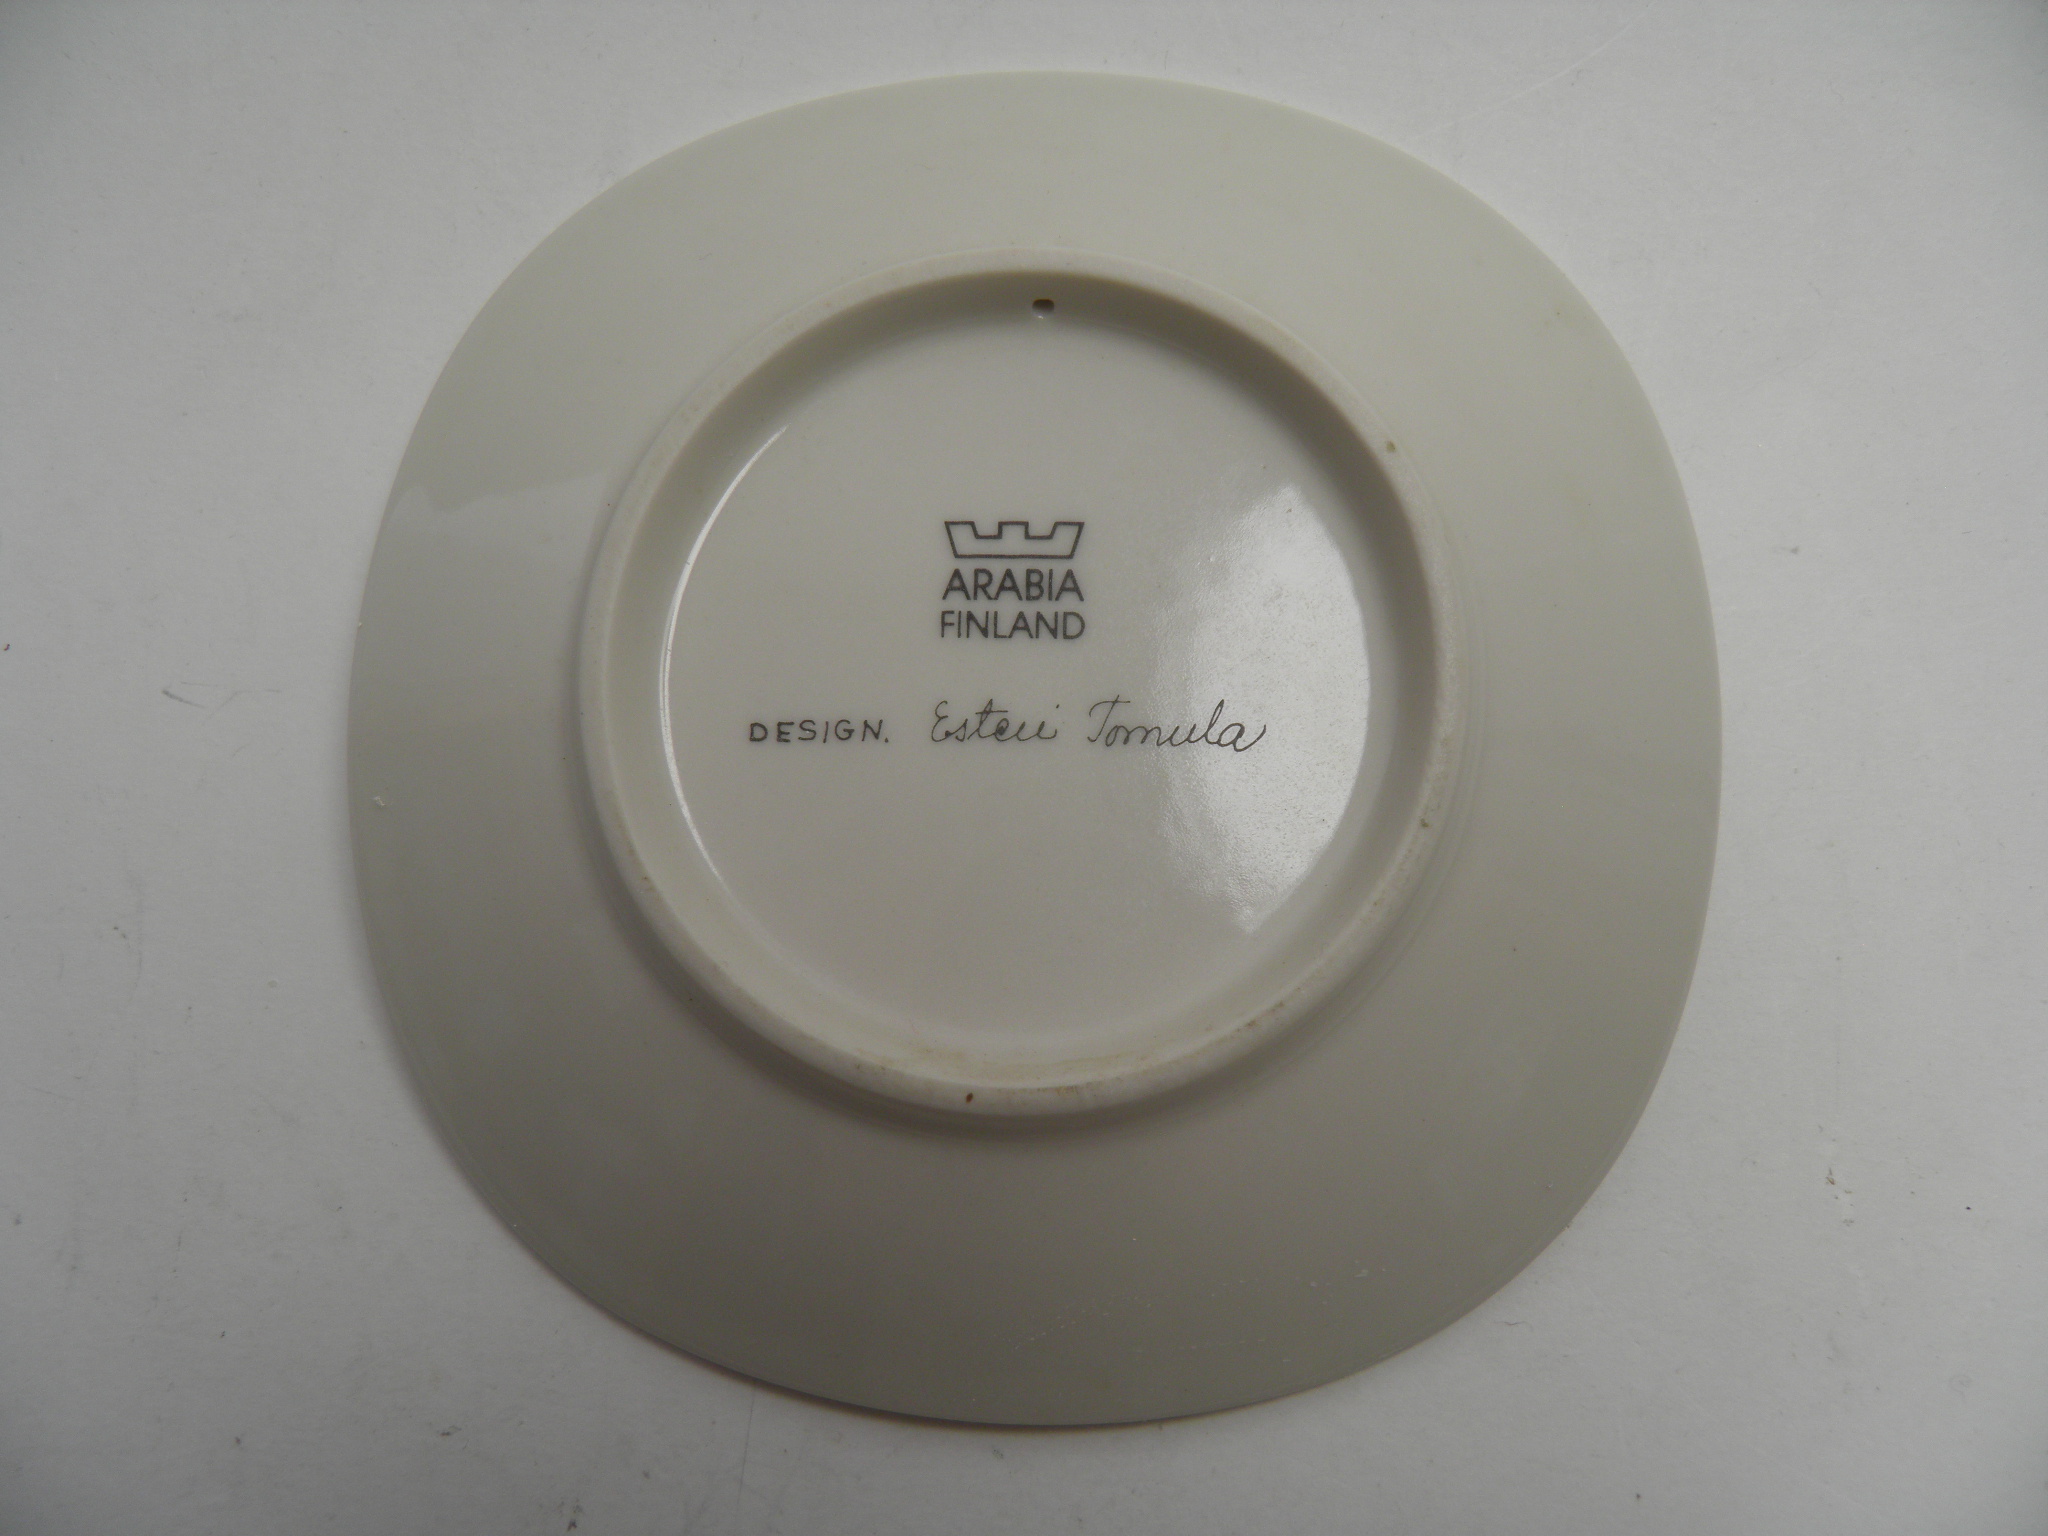 ARABIA
FINLAND
DESIGN. Esteri Tomula